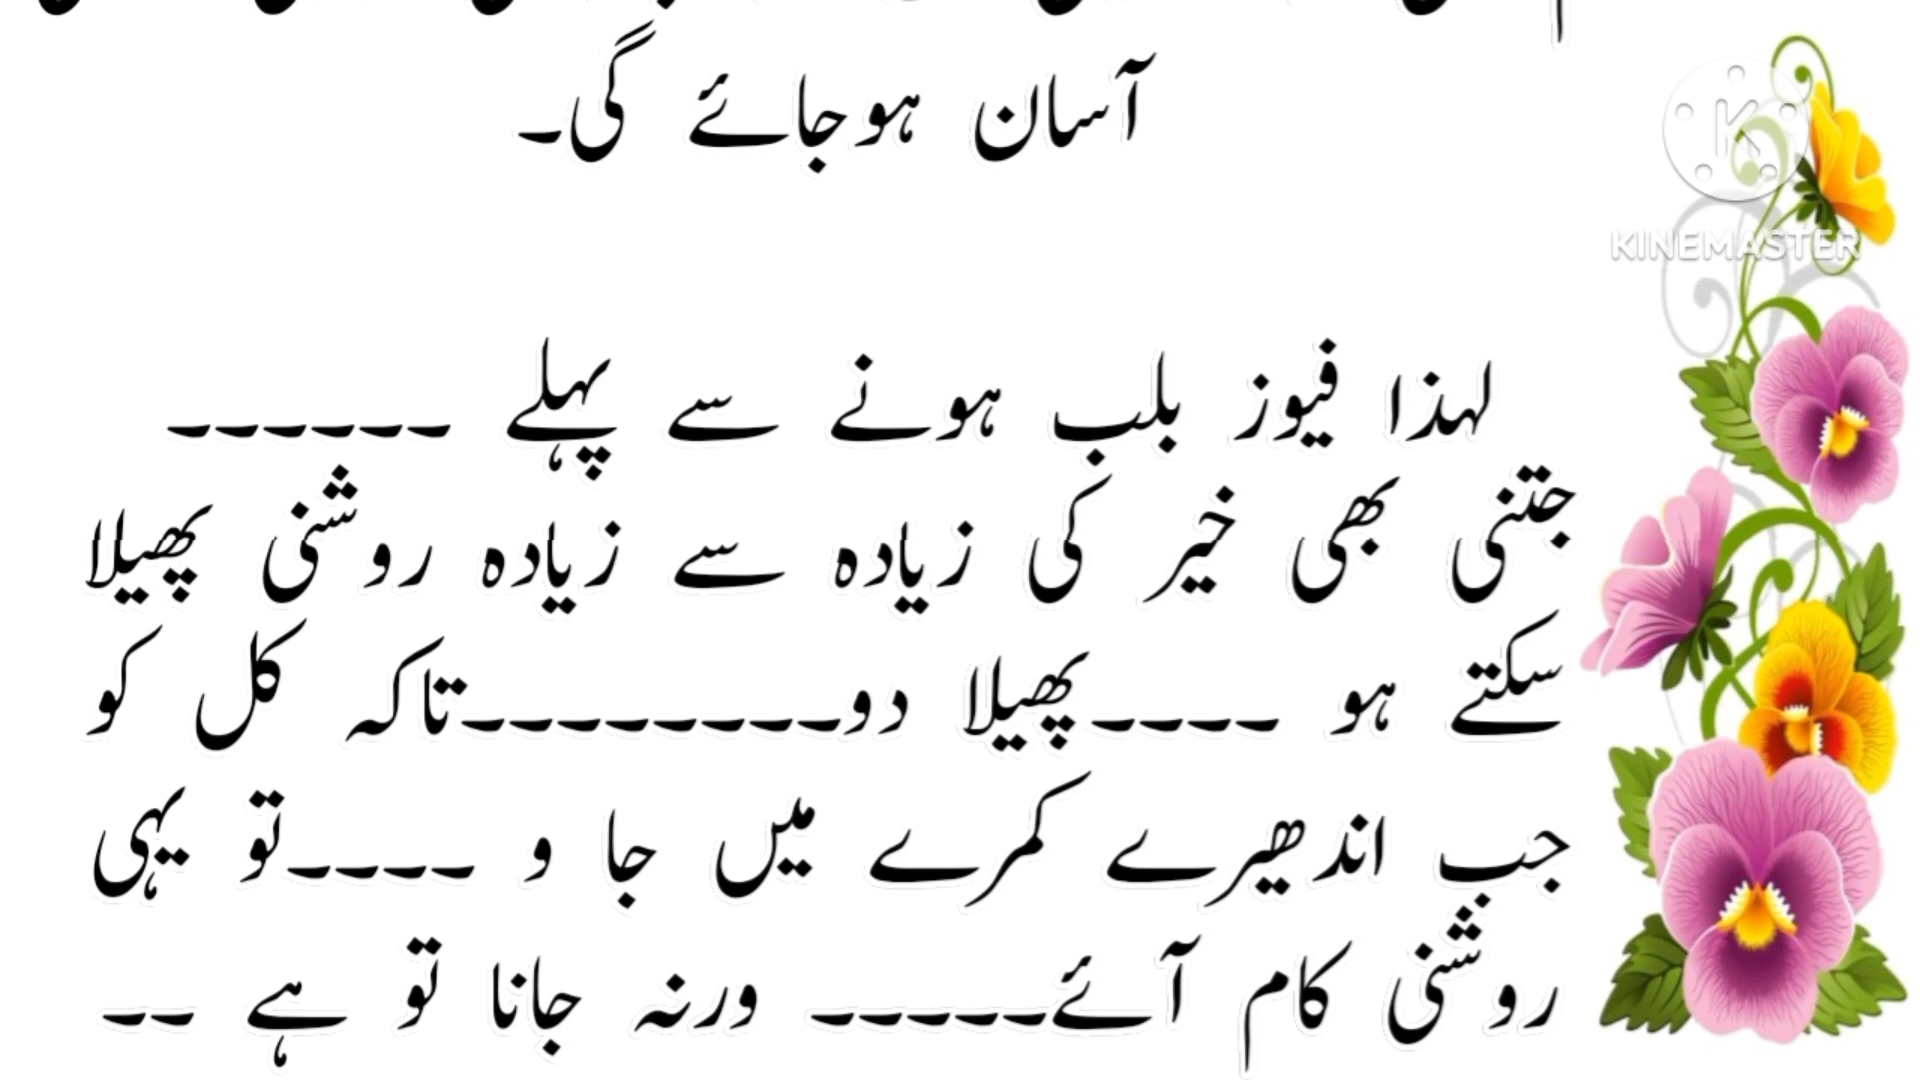 آسان ہوجائے گی۔
KINEMASTER
لہذا فیوز بلب ہونے سے پہلے ۔۔۔۔۔۔
جتنی بھی خیر کی زیادہ سے زیادہ روشنی پھیلا
سکتے ہو ۔۔۔۔پھیلا دو۔۔۔۔۔۔۔۔تاکہ کل کو
جب اندھیرے کمرے میں جا و ۔۔۔۔تو یہی
روشنی کام آئے۔۔۔۔۔ ورنہ جانا تو ہے ۔۔